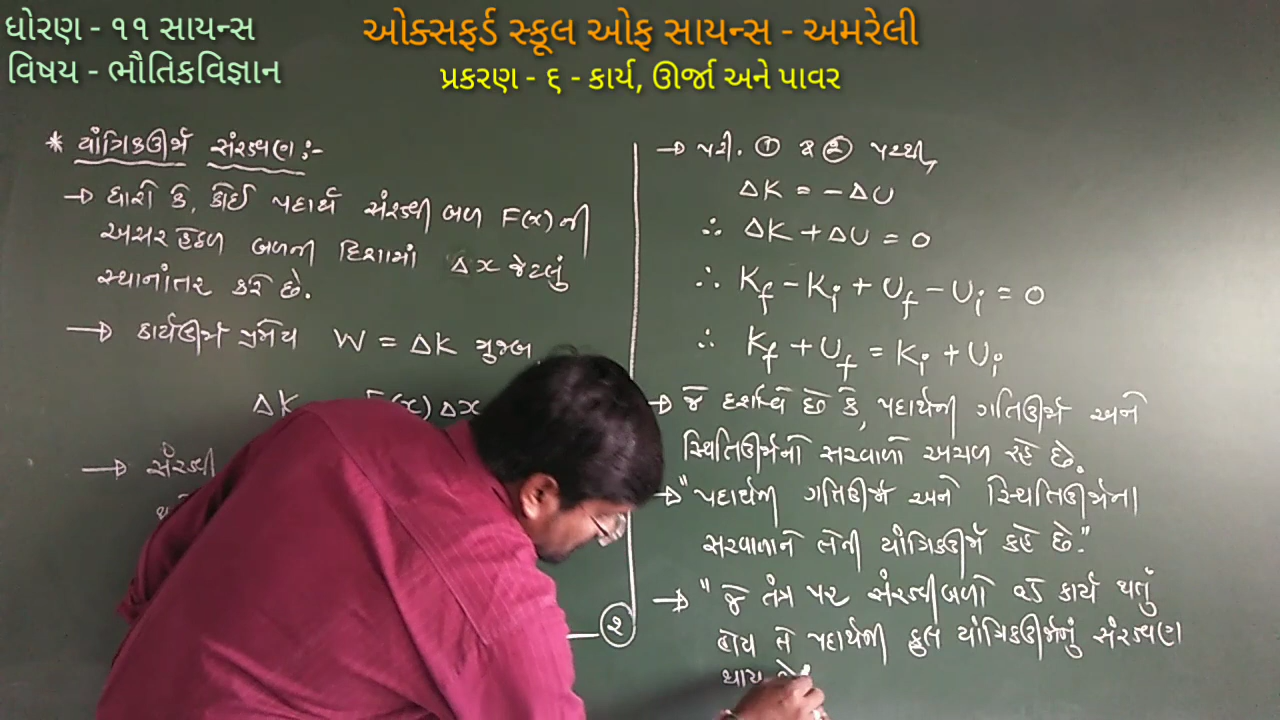 ધોરણ - ૧૧ સાયન્સ
વિષય - ભૌતિકવિજ્ઞાન
ઓક્સફર્ડ સ્કૂલ ઓફ સાયન્સ - અમરેલી
પ્રકરણ - ૬ - કાર્ય, ઊર્જા અને પાવર
* યાંત્રિકઊર્જા સંરક્ષણ :-
→ ધારો કે, કોઈ પદાર્થ સંરક્ષી બળ F(x) ની
અસર હેઠળ બળની દિશામાં Δx જેટલું
સ્થાનાંતર કરે છે.
→ કાર્યઊર્જા પ્રમેય W = ΔK મુજબ
ΔK F(x) Δx
→ સંરક્ષી
૨
→ સમી. ① સ ② પરથી,
ΔK = - ΔU
∴ ΔK + ΔU = 0
∴ Kf - Ki + Uf - Ui = 0
∴ Kf + Uf = Ki + Ui
→ જે દર્શાવે છે કે, પદાર્થની ગતિઊર્જા અને
સ્થિતિઊર્જાનો સરવાળો અચળ રહે છે.
→ "પદાર્થની ગતિઊર્જા અને સ્થિતિઊર્જાના
સરવાળાને તેની યાંત્રિકઊર્જા કહે છે."
→ "જે તંત્ર પર સંરક્ષીબળો વડે કાર્ય થતું
હોય તે પદાર્થની કુલ યાંત્રિકઊર્જાનું સંરક્ષણ
થાય